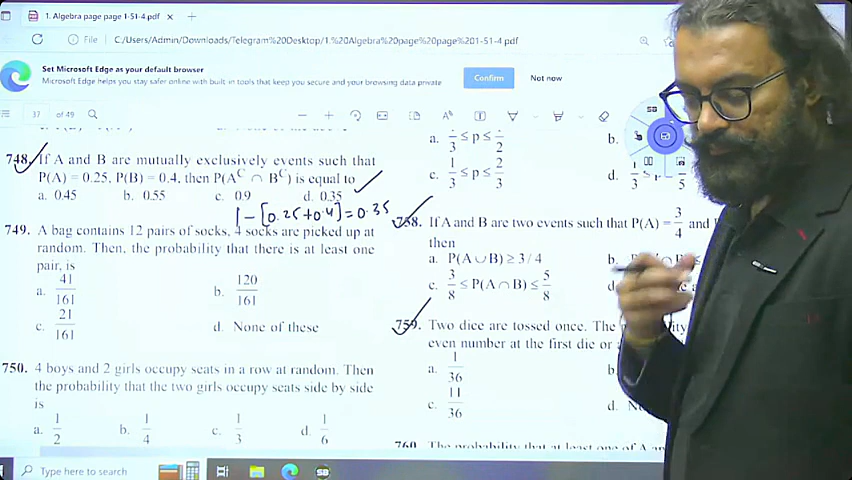 1. Algebra page page 1-51-4.pdf
File C:/Users/Admin/Downloads/Telegram%20Desktop/1.%20Algebra%20page%20page%201-51-4.pdf
Set Microsoft Edge as your default browser
Microsoft Edge helps you stay safer online with built in tools that keep you secure and your browsing data private
Confirm
Not now
37 of 49
748. If A and B are mutually exclusively events such that
P(A) = 0.25, P(B) = 0.4, then P(A^C ∩ B^C) is equal to
a. 0.45 b. 0.55 c. 0.9 d. 0.35
1 − [0.25+0.4] = 0.35
749. A bag contains 12 pairs of socks, 4 socks are picked up at
random. Then, the probability that there is at least one
pair, is
a. 41/161 b. 120/161
c. 21/161 d. None of these
750. 4 boys and 2 girls occupy seats in a row at random. Then
the probability that the two girls occupy seats side by side
is
a. 1/2 b. 1/4 c. 1/3 d. 1/6
a. 1/3 ≤ p ≤ 1/2 b.
c. 1/3 ≤ p ≤ 2/3 d.
758. If A and B are two events such that P(A) = 3/4 and
then
a. P(A ∪ B) ≥ 3/4 b.
c. 3/8 ≤ P(A ∩ B) ≤ 5/8
759. Two dice are tossed once. The
even number at the first die or
a. 1/36 b.
c. 11/36 d.
760. The probability that at least one of A
Type here to search
SB
SB